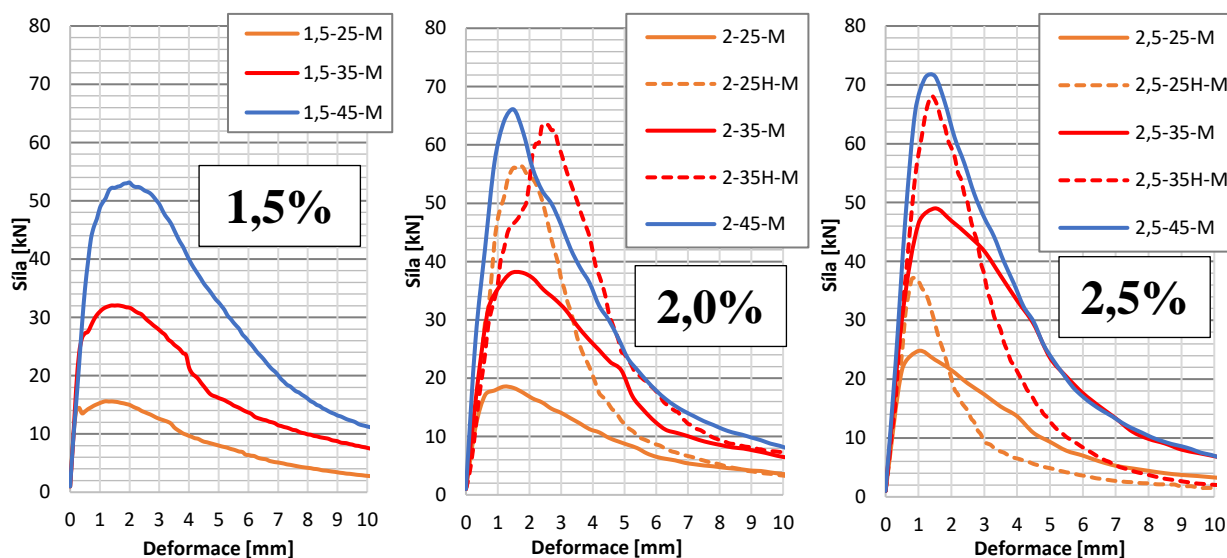 80
70
60
50
40
30
20
10
0
Síla [kN]
1,5-25-M
1,5-35-M
1,5-45-M
1,5%
0 1 2 3 4 5 6 7 8 9 10
Deformace [mm]
80
70
60
50
40
30
20
10
0
Síla [kN]
2-25-M
2-25H-M
2-35-M
2-35H-M
2-45-M
2,0%
0 1 2 3 4 5 6 7 8 9 10
Deformace [mm]
80
70
60
50
40
30
20
10
0
Síla [kN]
2,5-25-M
2,5-25H-M
2,5-35-M
2,5-35H-M
2,5-45-M
2,5%
0 1 2 3 4 5 6 7 8 9 10
Deformace [mm]